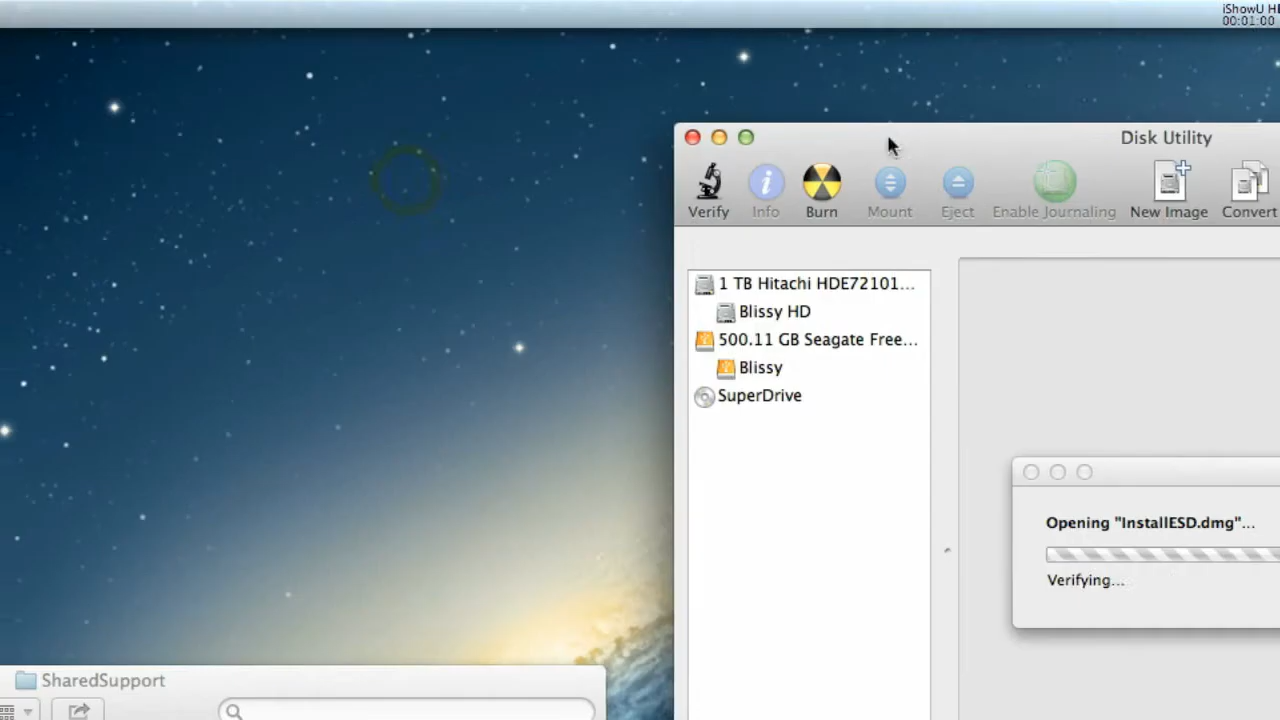 iShowU H
00:01:00
Disk Utility
Verify
Info
Burn
Mount
Eject
Enable Journaling
New Image
Convert
1 TB Hitachi HDE72101...
Blissy HD
500.11 GB Seagate Free...
Blissy
SuperDrive
Opening "InstallESD.dmg"...
Verifying...
SharedSupport